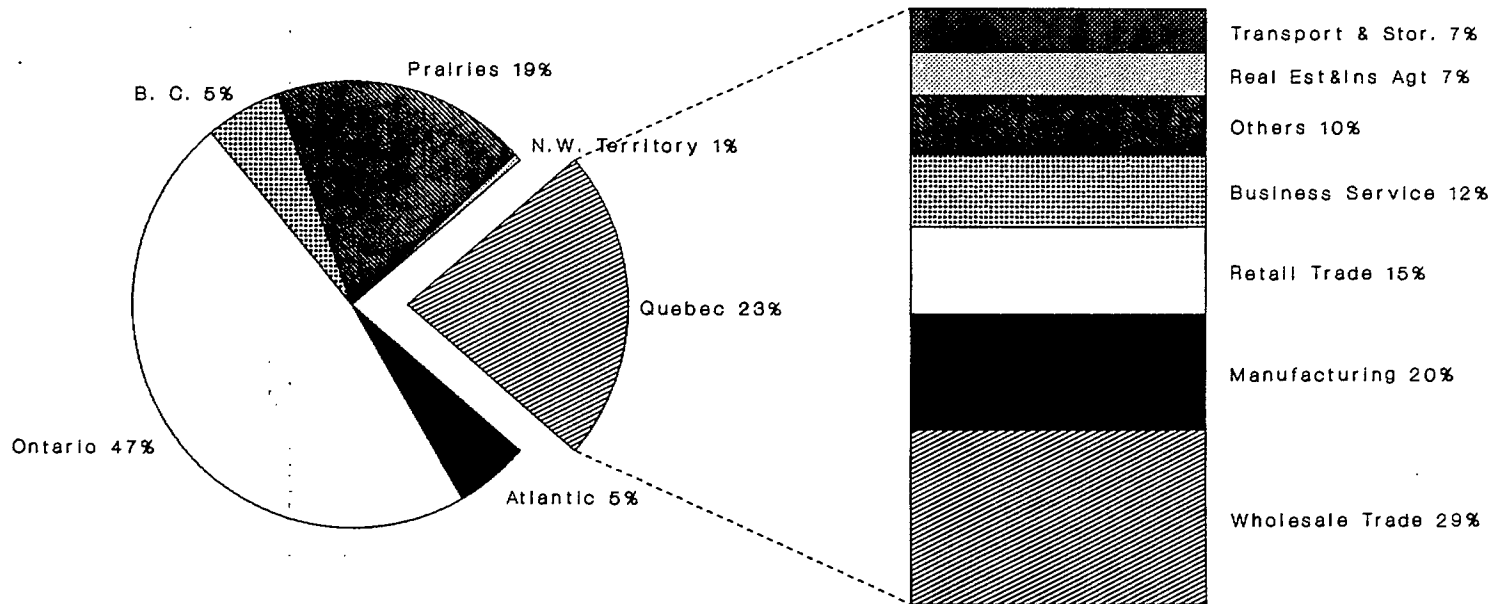 Prairies 19%
B. C. 5%
N.W. Territory 1%
Quebec 23%
Ontario 47%
Atlantic 5%
Transport & Stor. 7%
Real Est&Ins Agt 7%
Others 10%
Business Service 12%
Retail Trade 15%
Manufacturing 20%
Wholesale Trade 29%